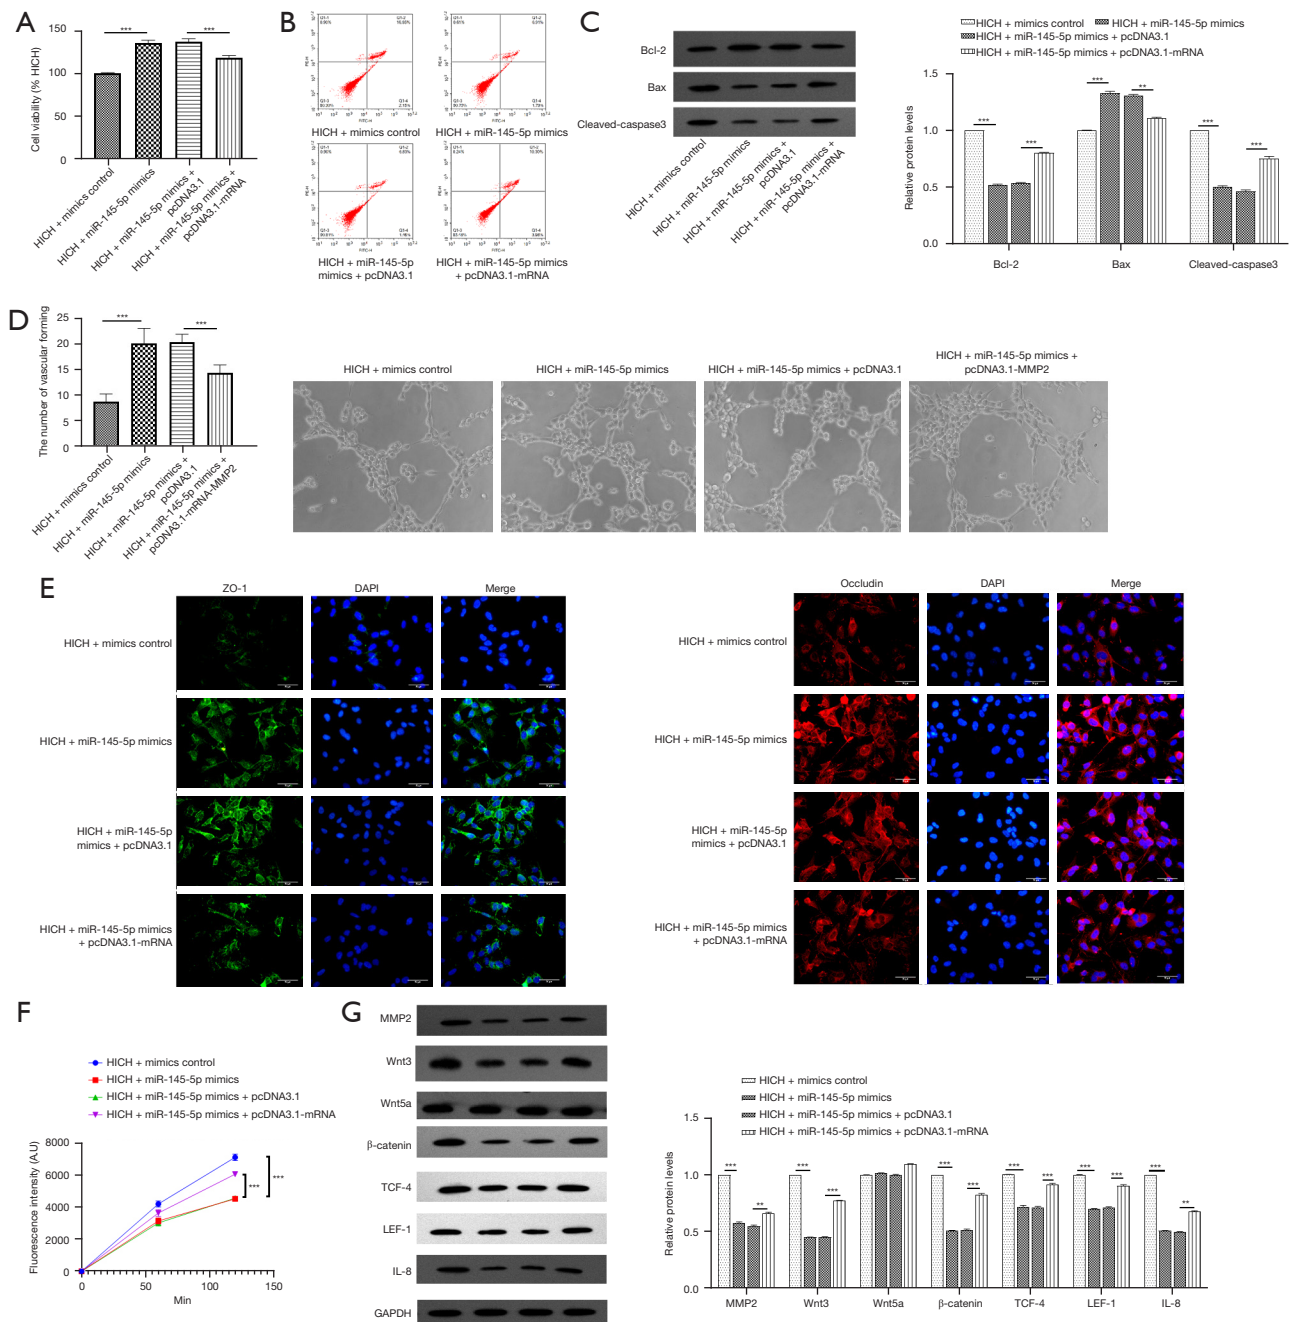 A
Cell viability (% HICH)
150
100
50
0
***
***
HICH + mimics control
HICH + miR-145-5p mimics
HICH + miR-145-5p mimics +
pcDNA3.1
HICH + miR-145-5p mimics +
pcDNA3.1-mRNA
B
HICH + mimics control
HICH + miR-145-5p mimics
HICH + miR-145-5p
mimics + pcDNA3.1
HICH + miR-145-5p mimics
+ pcDNA3.1-mRNA
C
Bcl-2
Bax
Cleaved-caspase3
HICH + mimics control
HICH + miR-145-5p mimics
HICH + miR-145-5p mimics +
pcDNA3.1
HICH + miR-145-5p mimics +
pcDNA3.1-mRNA
HICH + mimics control
HICH + miR-145-5p mimics
HICH + miR-145-5p mimics + pcDNA3.1
HICH + miR-145-5p mimics + pcDNA3.1-mRNA
Relative protein levels
1.5
1.0
0.5
0.0
***
***
***
**
***
***
Bcl-2
Bax
Cleaved-caspase3
D
The number of vascular forming
25
20
15
10
5
0
***
***
HICH + mimics control
HICH + miR-145-5p mimics
HICH + miR-145-5p mimics +
pcDNA3.1
HICH + miR-145-5p mimics +
pcDNA3.1-mRNA-MMP2
HICH + mimics control
HICH + miR-145-5p mimics
HICH + miR-145-5p mimics + pcDNA3.1
HICH + miR-145-5p mimics +
pcDNA3.1-MMP2
E
ZO-1
DAPI
Merge
HICH + mimics control
HICH + miR-145-5p mimics
HICH + miR-145-5p
mimics + pcDNA3.1
HICH + miR-145-5p mimics
+ pcDNA3.1-mRNA
Occludin
DAPI
Merge
HICH + mimics control
HICH + miR-145-5p mimics
HICH + miR-145-5p
mimics + pcDNA3.1
HICH + miR-145-5p mimics
+ pcDNA3.1-mRNA
F
HICH + mimics control
HICH + miR-145-5p mimics
HICH + miR-145-5p mimics + pcDNA3.1
HICH + miR-145-5p mimics + pcDNA3.1-mRNA
Fluorescence intensity (A.U)
8000
6000
4000
2000
0
***
***
0
50
100
150
Min
G
MMP2
Wnt3
Wnt5a
β-catenin
TCF-4
LEF-1
IL-8
GAPDH
HICH + mimics control
HICH + miR-145-5p mimics
HICH + miR-145-5p mimics + pcDNA3.1
HICH + miR-145-5p mimics + pcDNA3.1-mRNA
Relative protein levels
1.5
1.0
0.5
0.0
***
**
***
***
***
***
***
***
***
***
***
**
MMP2
Wnt3
Wnt5a
β-catenin
TCF-4
LEF-1
IL-8